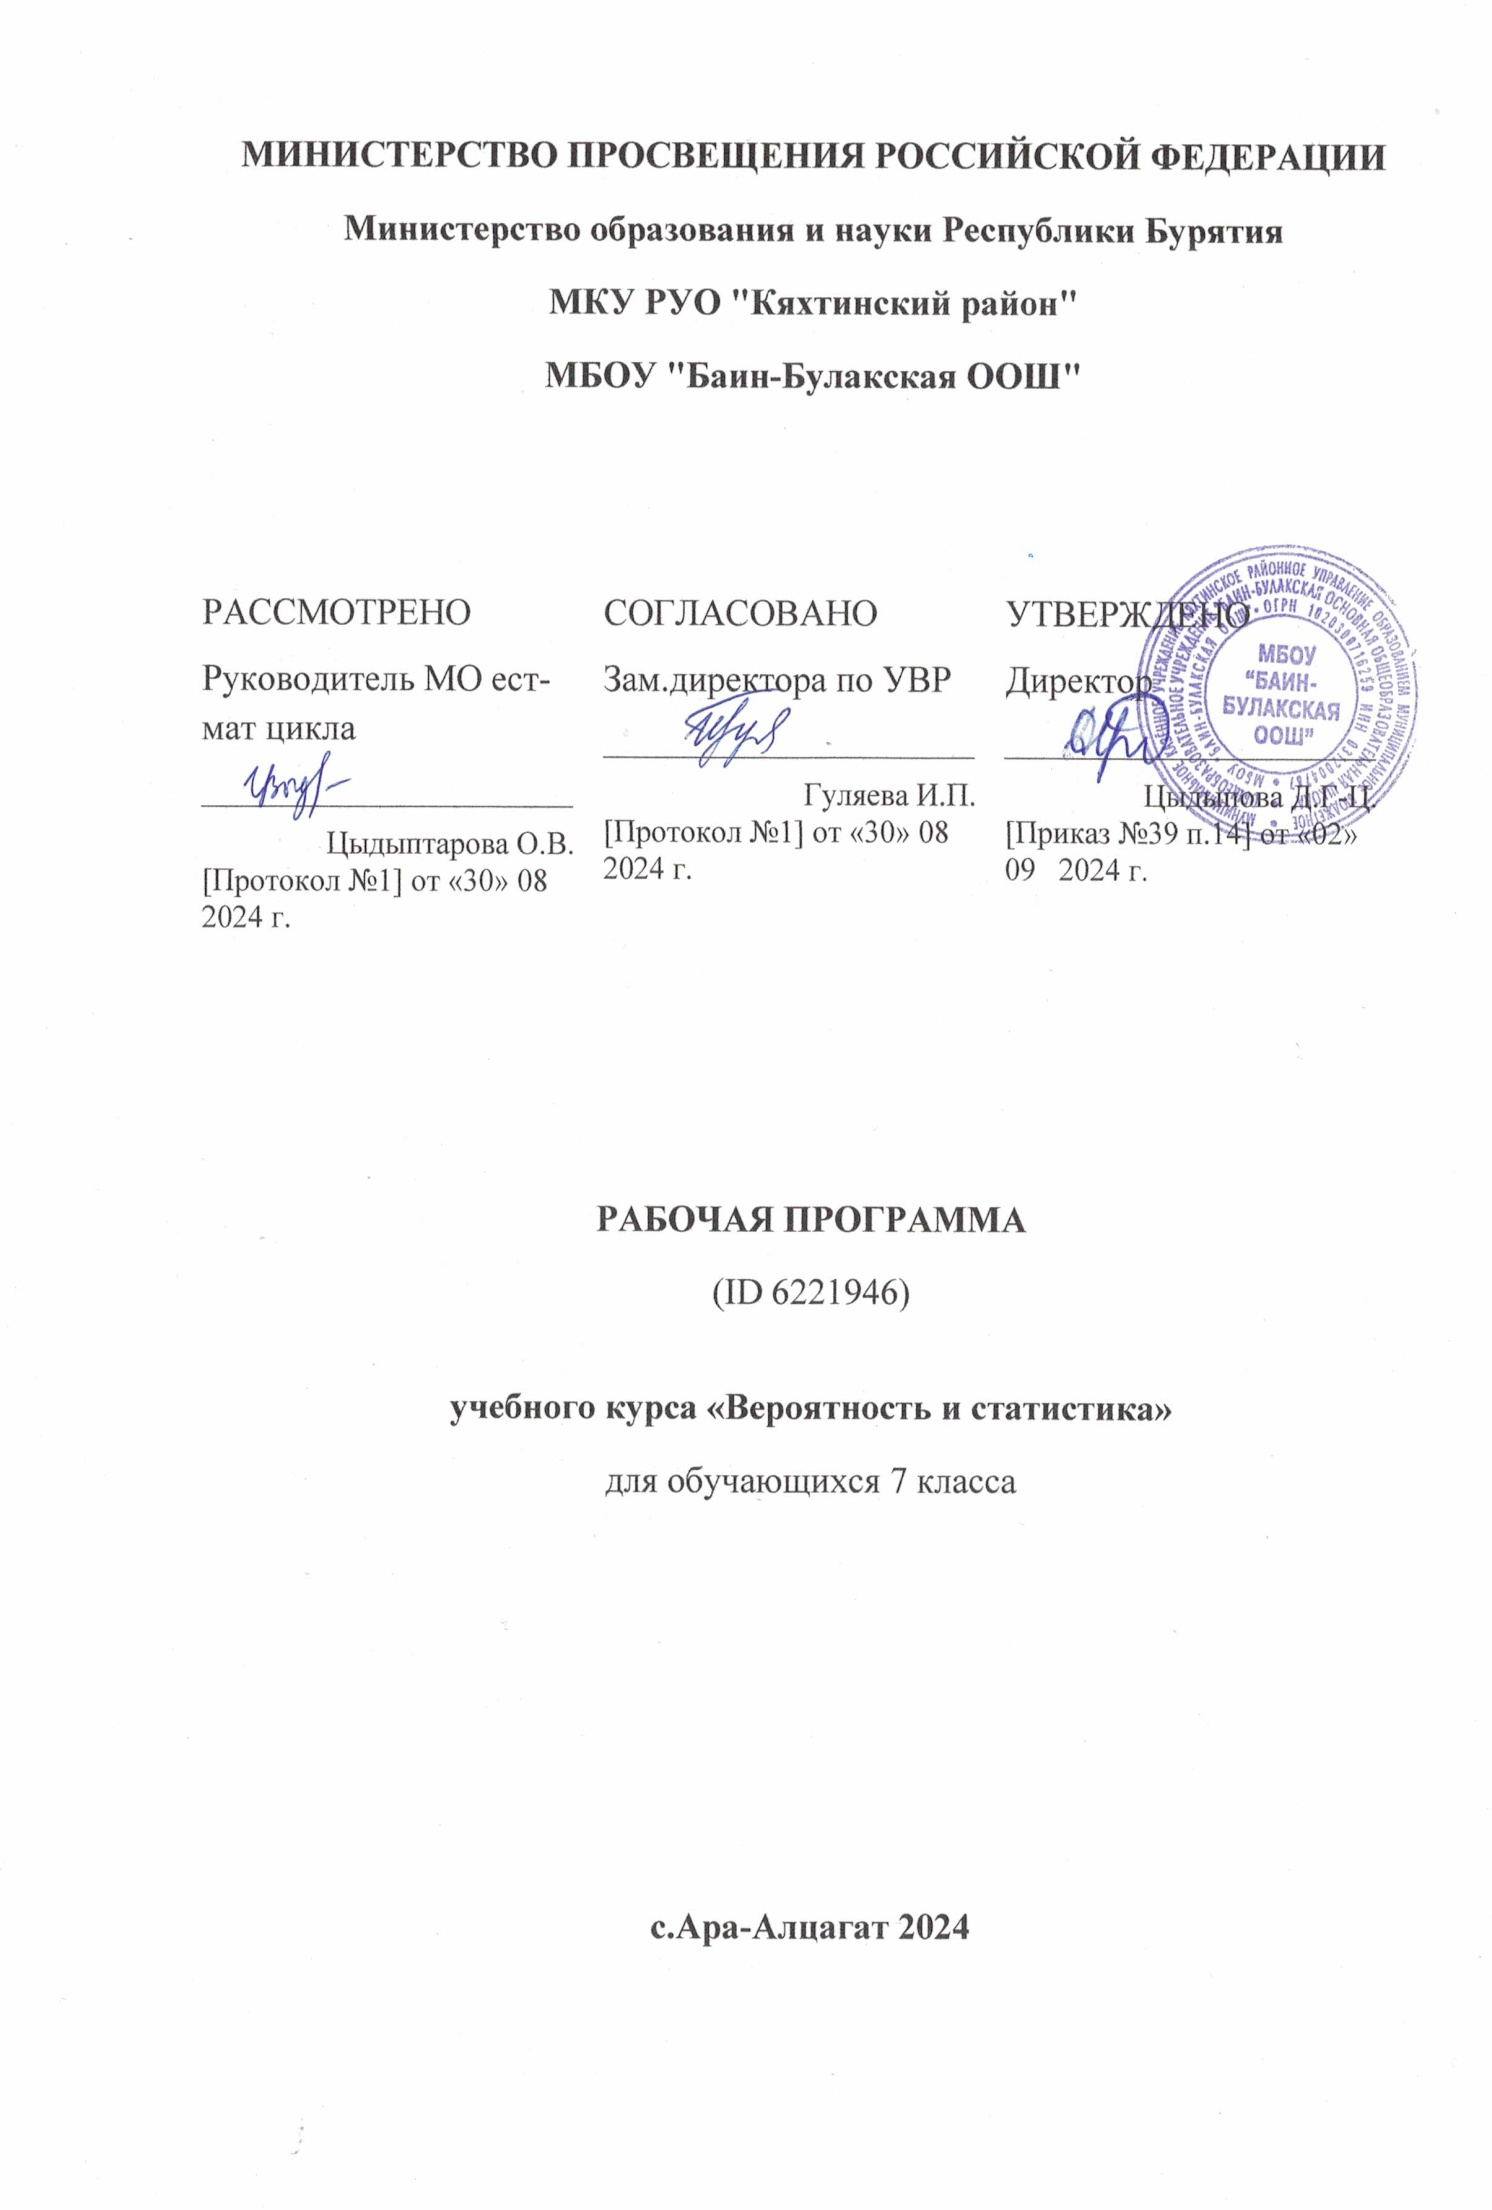 МИНИСТЕРСТВО ПРОСВЕЩЕНИЯ РОССИЙСКОЙ ФЕДЕРАЦИИ
Министерство образования и науки Республики Бурятия
МКУ РУО "Кяхтинский район"
МБОУ "Баин-Булакская ООШ"
РАССМОТРЕНО
Руководитель МО ест-
мат цикла
Цыдыптарова О.В.
[Протокол №1] от «30» 08
2024 г.
СОГЛАСОВАНО
Зам.директора по УВР
Гуляева И.П.
[Протокол №1] от «30» 08
2024 г.
УТВЕРЖДЕНО
Директор
Цыдыпова Д.Г-Ц.
[Приказ №39 п.14] от «02»
09 2024 г.
МБОУ
“БАИН-
БУЛАКСКАЯ
ООШ”
РАБОЧАЯ ПРОГРАММА
(ID 6221946)
учебного курса «Вероятность и статистика»
для обучающихся 7 класса
с.Ара-Алцагат 2024